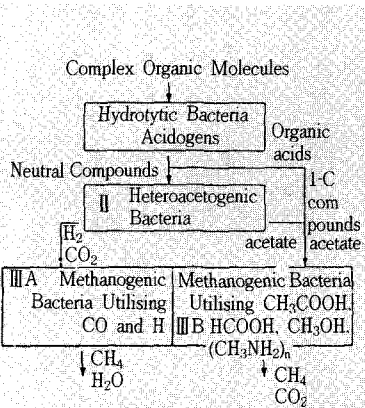 Complex Organic Molecules
Hydrotytic Bacteria
Acidogens
Organic
acids
Neutral Compounds
1-C
com
pounds
acetate
II Heteroacetogenic
Bacteria
acetate
H₂
CO₂
III A Methanogenic
Bacteria Utilising
CO and H
Methanogenic Bacteria
Utilising CH₃COOH.
III B HCOOH, CH₃OH.
(CH₃NH₂)ₙ
CH₄
H₂O
CH₄
CO₂